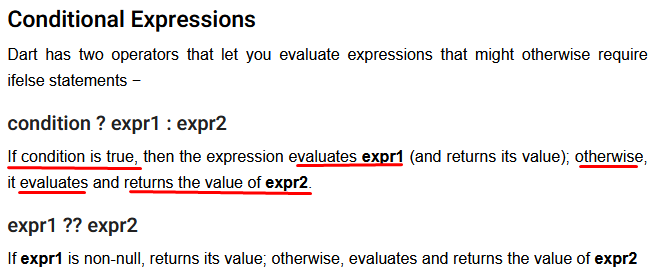 Conditional Expressions
Dart has two operators that let you evaluate expressions that might otherwise require
ifelse statements −
condition ? expr1 : expr2
If condition is true, then the expression evaluates expr1 (and returns its value); otherwise,
it evaluates and returns the value of expr2.
expr1 ?? expr2
If expr1 is non-null, returns its value; otherwise, evaluates and returns the value of expr2